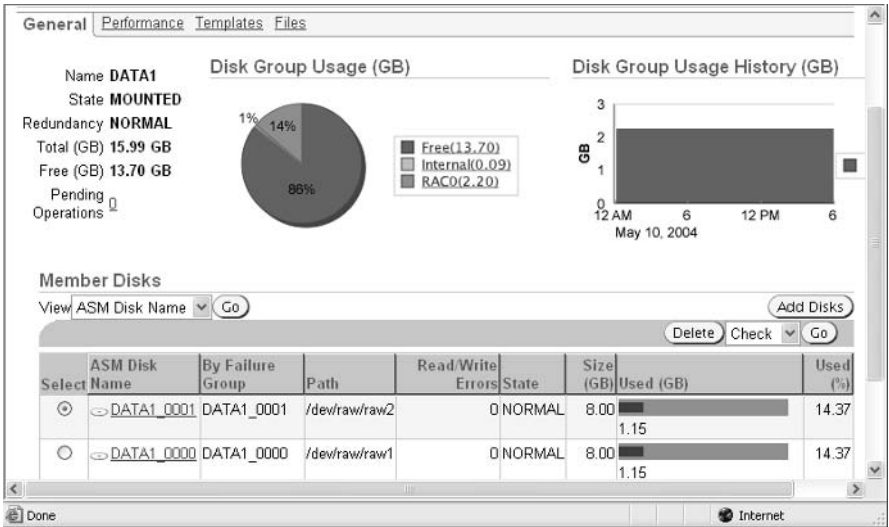 General Performance Templates Files
Name DATA1
State MOUNTED
Redundancy NORMAL
Total (GB) 15.99 GB
Free (GB) 13.70 GB
Pending Operations 0
Disk Group Usage (GB)
1%
14%
86%
Free(13.70)
Internal(0.09)
RAC0(2.20)
Disk Group Usage History (GB)
GB
3
2
1
0
12 AM 6 12 PM 6
May 10, 2004
Member Disks
View ASM Disk Name Go
Add Disks
Delete Check Go
Select ASM Disk Name By Failure Group Path Read/Write Errors State Size (GB) Used (GB) Used (%)
DATA1_0001 DATA1_0001 /dev/raw/raw2 0 NORMAL 8.00 1.15 14.37
DATA1_0000 DATA1_0000 /dev/raw/raw1 0 NORMAL 8.00 1.15 14.37
Done Internet